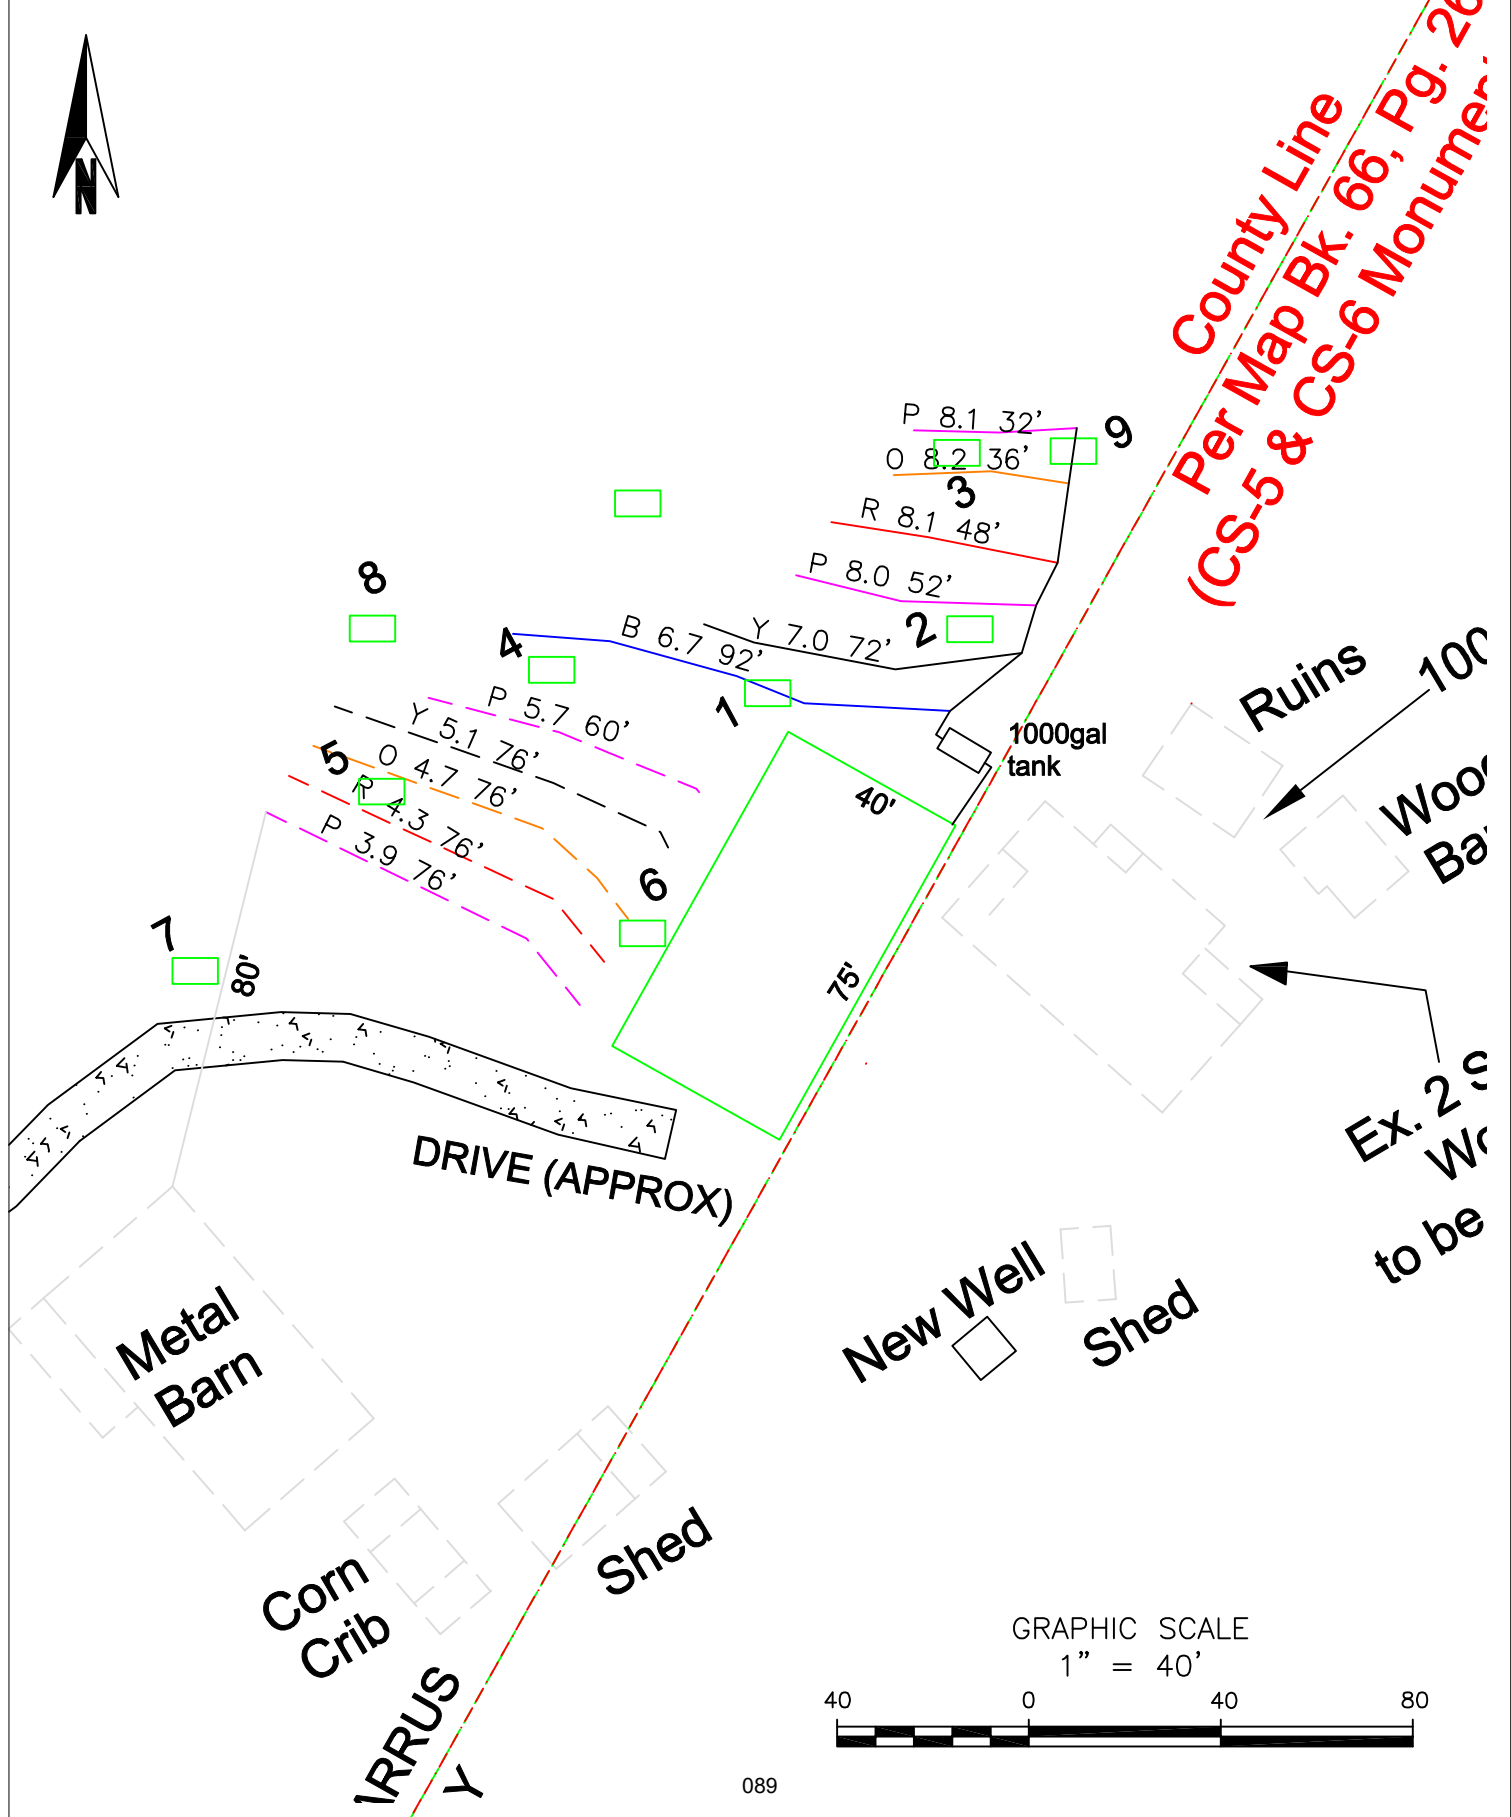 N
County Line
Per Map Bk. 66, Pg. 26
(CS-5 & CS-6 Monument
P 8.1 32'
9
O 8.2 36'
3
R 8.1 48'
P 8.0 52'
8
2
4
B 6.7 92'
Y 7.0 72'
1
Ruins
100
P 5.7 60'
Y 5.1 76'
1000gal
tank
5
O 4.7 76'
R 4.3 76'
P 3.9 76'
40'
6
7
80'
75'
DRIVE (APPROX)
Ex. 2 S
to be
New Well
Shed
Metal
Barn
Shed
Corn
Crib
GRAPHIC SCALE
1" = 40'
40 0 40 80
ARRUS
Y
089